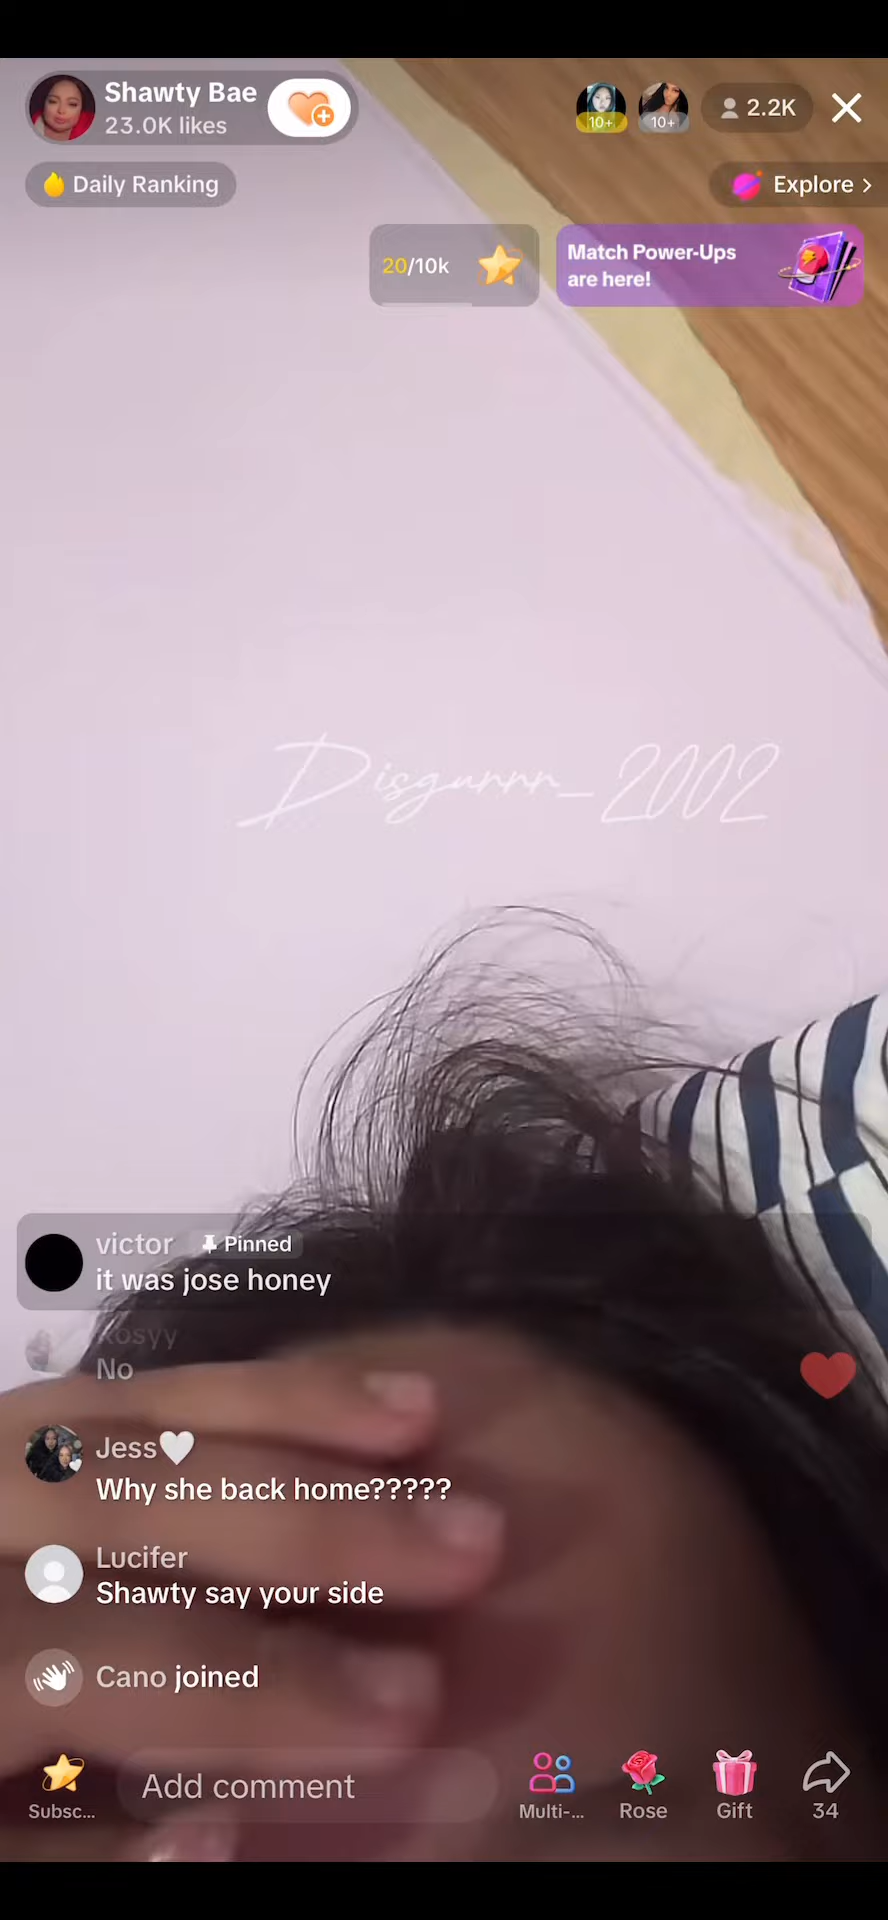 Shawty Bae
23.0K likes
10+
10+
2.2K
Daily Ranking
Explore >
20/10k
Match Power-Ups
are here!
Disgunnn_2002
victor Pinned
it was jose honey
Rosyy
No
Jess🤍
Why she back home?????
Lucifer
Shawty say your side
Cano joined
Subsc...
Add comment
Multi-...
Rose
Gift
34